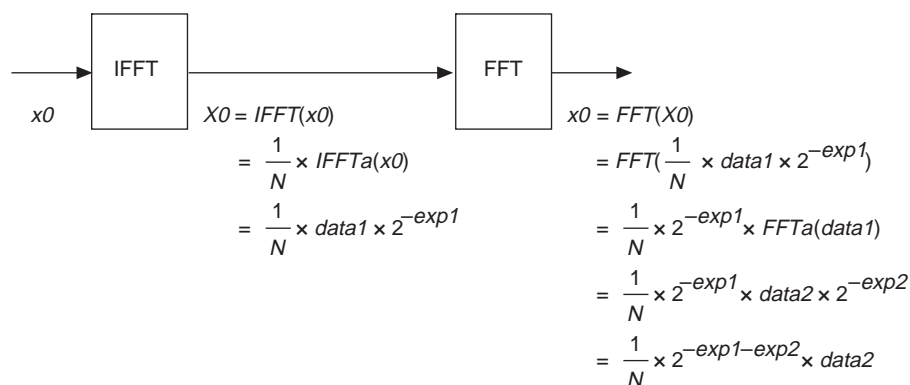 IFFT
FFT
x0
X0 = IFFT(x0)
= 1/N × IFFTa(x0)
= 1/N × data1 × 2^–exp1
x0 = FFT(X0)
= FFT(1/N × data1 × 2^–exp1)
= 1/N × 2^–exp1 × FFTa(data1)
= 1/N × 2^–exp1 × data2 × 2^–exp2
= 1/N × 2^–exp1–exp2 × data2